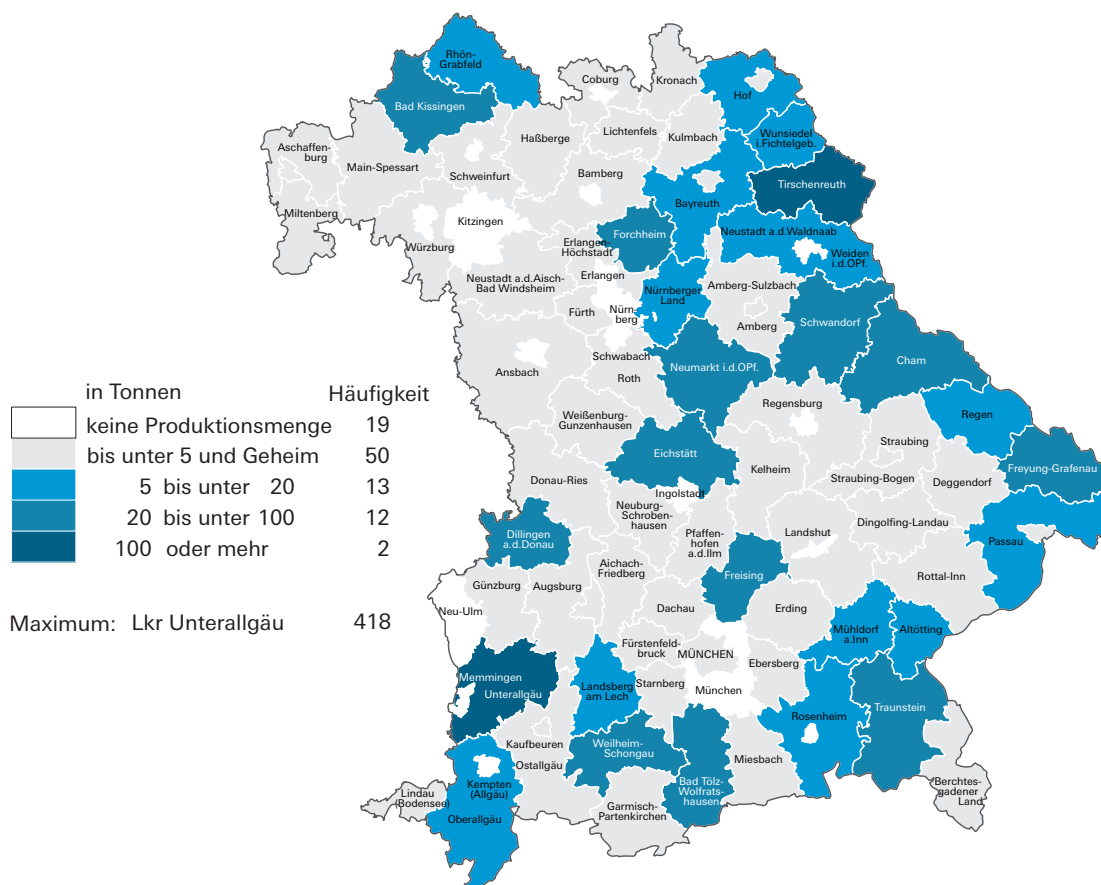 Rhön-
Grabfeld
Bad Kissingen
Coburg
Kronach
Hof
Aschaffen-
burg
Main-Spessart
Haßberge
Lichtenfels
Kulmbach
Wunsiedel
i.Fichtelgeb.
Schweinfurt
Bamberg
Tirschenreuth
Miltenberg
Kitzingen
Bayreuth
Würzburg
Forchheim
Neustadt a.d.Waldnaab
Erlangen-
Höchstadt
Weiden
i.d.OPf.
Neustadt a.d.Aisch-
Bad Windsheim
Erlangen
Nürnberger
Land
Amberg-Sulzbach
Fürth
Nürn-
berg
Amberg
Schwandorf
Ansbach
Schwabach
Neumarkt i.d.OPf.
Cham
Roth
Weißenburg-
Gunzenhausen
Regensburg
Regen
Straubing
Eichstätt
Kelheim
Freyung-Grafenau
Donau-Ries
Straubing-Bogen
Deggendorf
Ingolstadt
Neuburg-
Schroben-
hausen
Dillingen
a.d.Donau
Pfaffen-
hofen
a.d.Ilm
Landshut
Dingolfing-Landau
Passau
Aichach-
Friedberg
Freising
Rottal-Inn
Günzburg
Augsburg
Neu-Ulm
Dachau
Erding
Mühldorf
a.Inn
Altötting
Fürstenfeld-
bruck
MÜNCHEN
Ebersberg
Memmingen
Unterallgäu
Landsberg
am Lech
Starnberg
München
Rosenheim
Traunstein
Kaufbeuren
Ostallgäu
Weilheim-
Schongau
Miesbach
Bad Tölz-
Wolfrats-
hausen
Berchtes-
gadener
Land
Kempten
(Allgäu)
Lindau
(Bodensee)
Oberallgäu
Garmisch-
Partenkirchen
in Tonnen Häufigkeit
keine Produktionsmenge 19
bis unter 5 und Geheim 50
5 bis unter 20 13
20 bis unter 100 12
100 oder mehr 2
Maximum: Lkr Unterallgäu 418